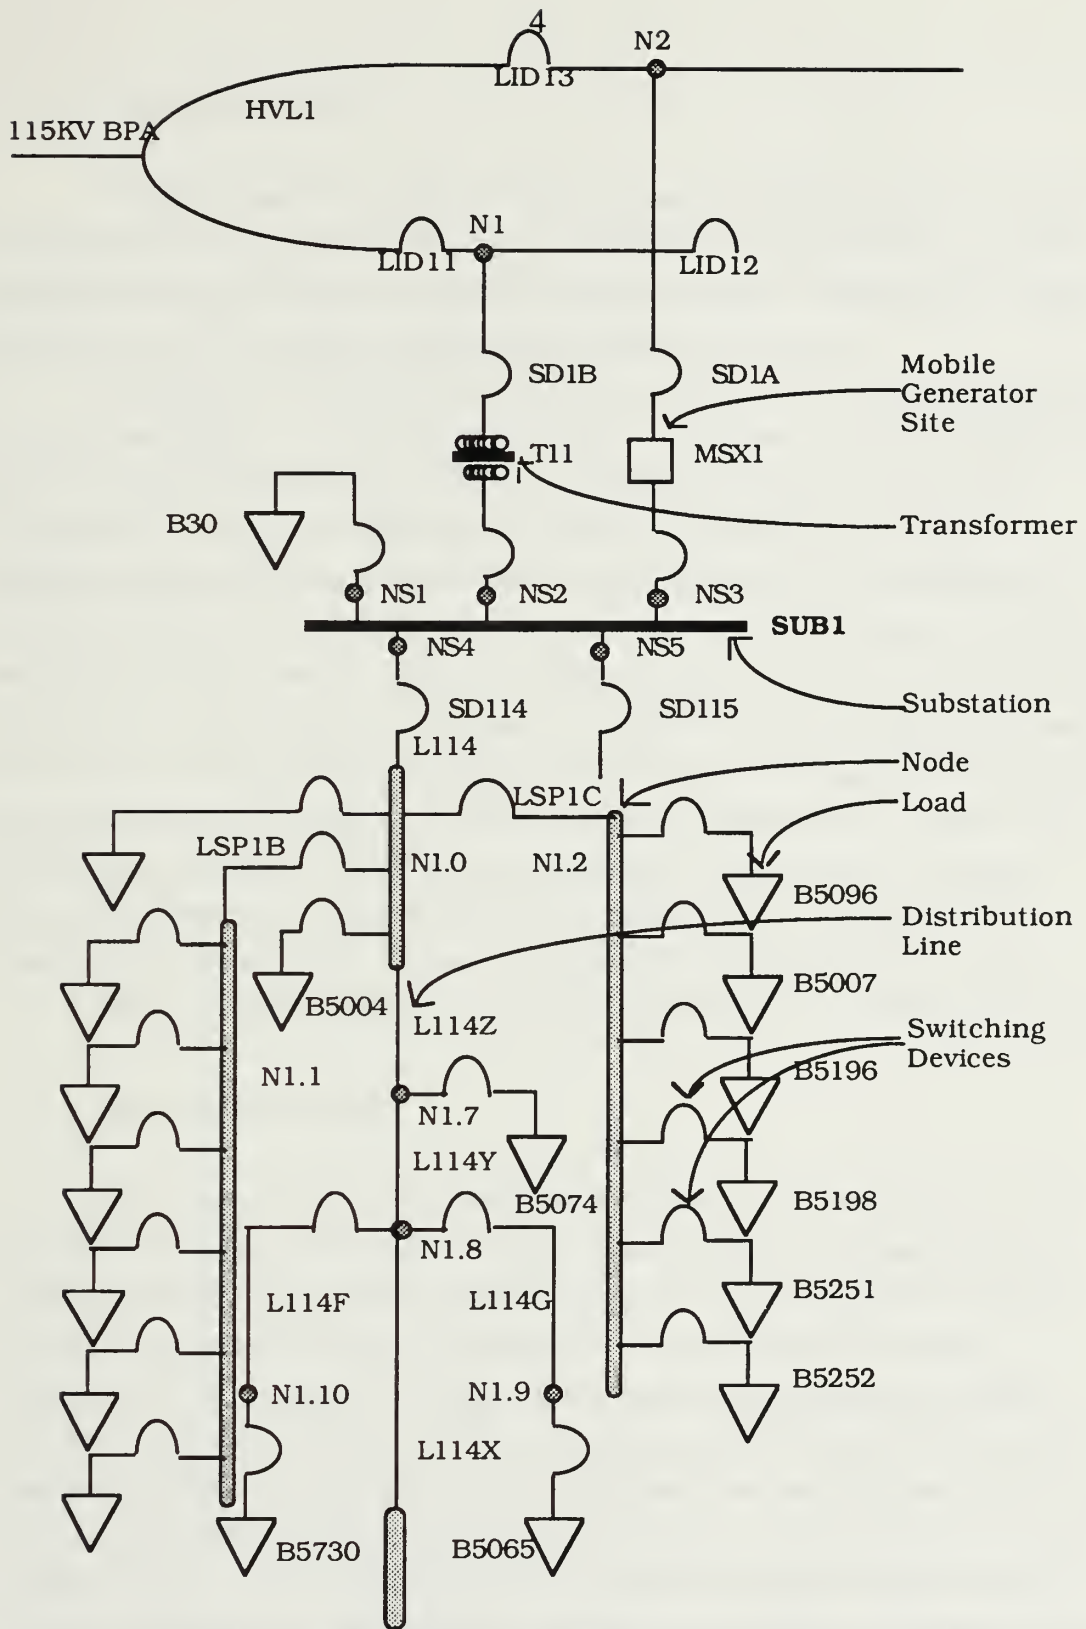 4
N2
LID13
HVL1
115KV BPA
N1
LID11
LID12
SD1B
SD1A
Mobile
Generator
Site
T11
MSX1
B30
Transformer
NS1
NS2
NS3
SUB1
NS4
NS5
SD114
SD115
Substation
L114
Node
LSP1C
Load
LSP1B
N1.0
N1.2
B5096
Distribution
Line
B5004
B5007
L114Z
Switching
Devices
N1.1
B5196
N1.7
L114Y
B5074
B5198
N1.8
L114F
L114G
B5251
N1.10
N1.9
B5252
L114X
B5730
B5065